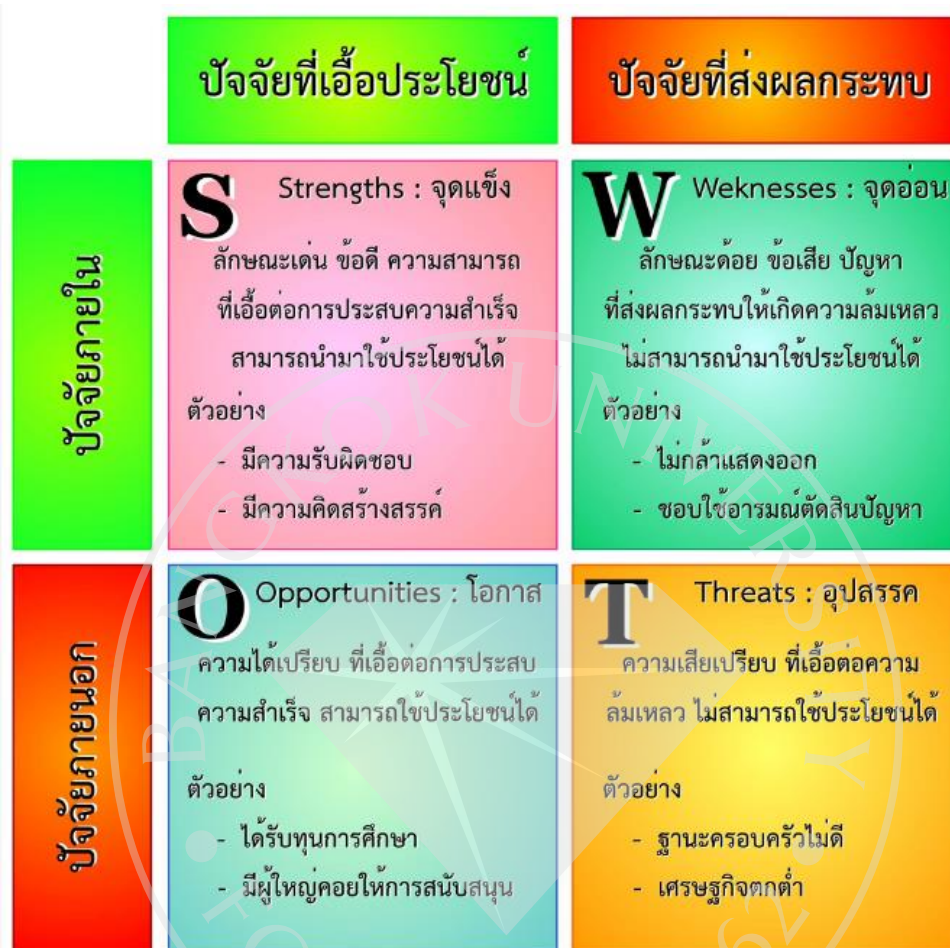 ปัจจัยที่เอื้อประโยชน์
ปัจจัยที่ส่งผลกระทบ
ปัจจัยภายใน
S
Strengths : จุดแข็ง
ลักษณะเด่น ข้อดี ความสามารถ
ที่เอื้อต่อการประสบความสำเร็จ
สามารถนำมาใช้ประโยชน์ได้
ตัวอย่าง
- มีความรับผิดชอบ
- มีความคิดสร้างสรรค์
W
Weknesses : จุดอ่อน
ลักษณะด้อย ข้อเสีย ปัญหา
ที่ส่งผลกระทบให้เกิดความล้มเหลว
ไม่สามารถนำมาใช้ประโยชน์ได้
ตัวอย่าง
- ไม่กล้าแสดงออก
- ชอบใช้อารมณ์ตัดสินปัญหา
ปัจจัยภายนอก
O
Opportunities : โอกาส
ความได้เปรียบ ที่เอื้อต่อการประสบ
ความสำเร็จ สามารถใช้ประโยชน์ได้
ตัวอย่าง
- ได้รับทุนการศึกษา
- มีผู้ใหญ่คอยให้การสนับสนุน
T
Threats : อุปสรรค
ความเสียเปรียบ ที่เอื้อต่อความ
ล้มเหลว ไม่สามารถใช้ประโยชน์ได้
ตัวอย่าง
- ฐานะครอบครัวไม่ดี
- เศรษฐกิจตกต่ำ
BANGKOK UNIVERSITY